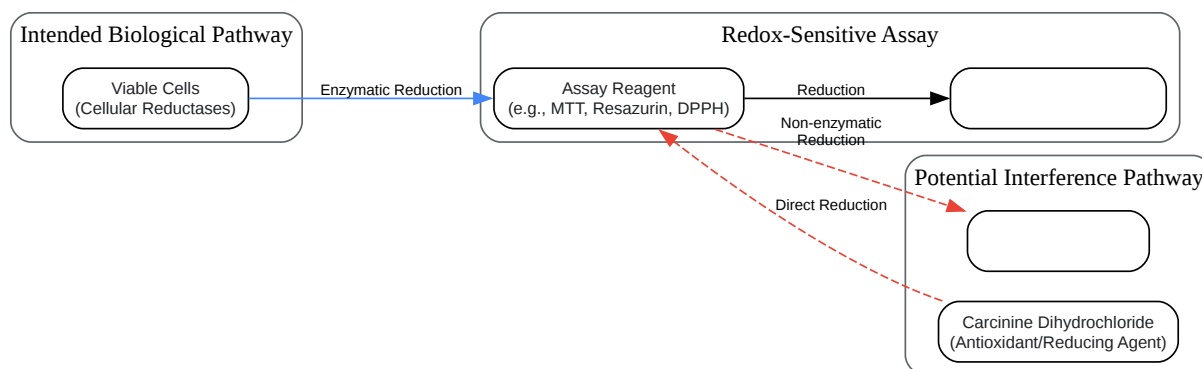 Intended Biological Pathway
Viable Cells
(Cellular Reductases)
Enzymatic Reduction
Redox-Sensitive Assay
Assay Reagent
(e.g., MTT, Resazurin, DPPH)
Reduction
Non-enzymatic
Reduction
Potential Interference Pathway
Direct Reduction
Carcinine Dihydrochloride
(Antioxidant/Reducing Agent)